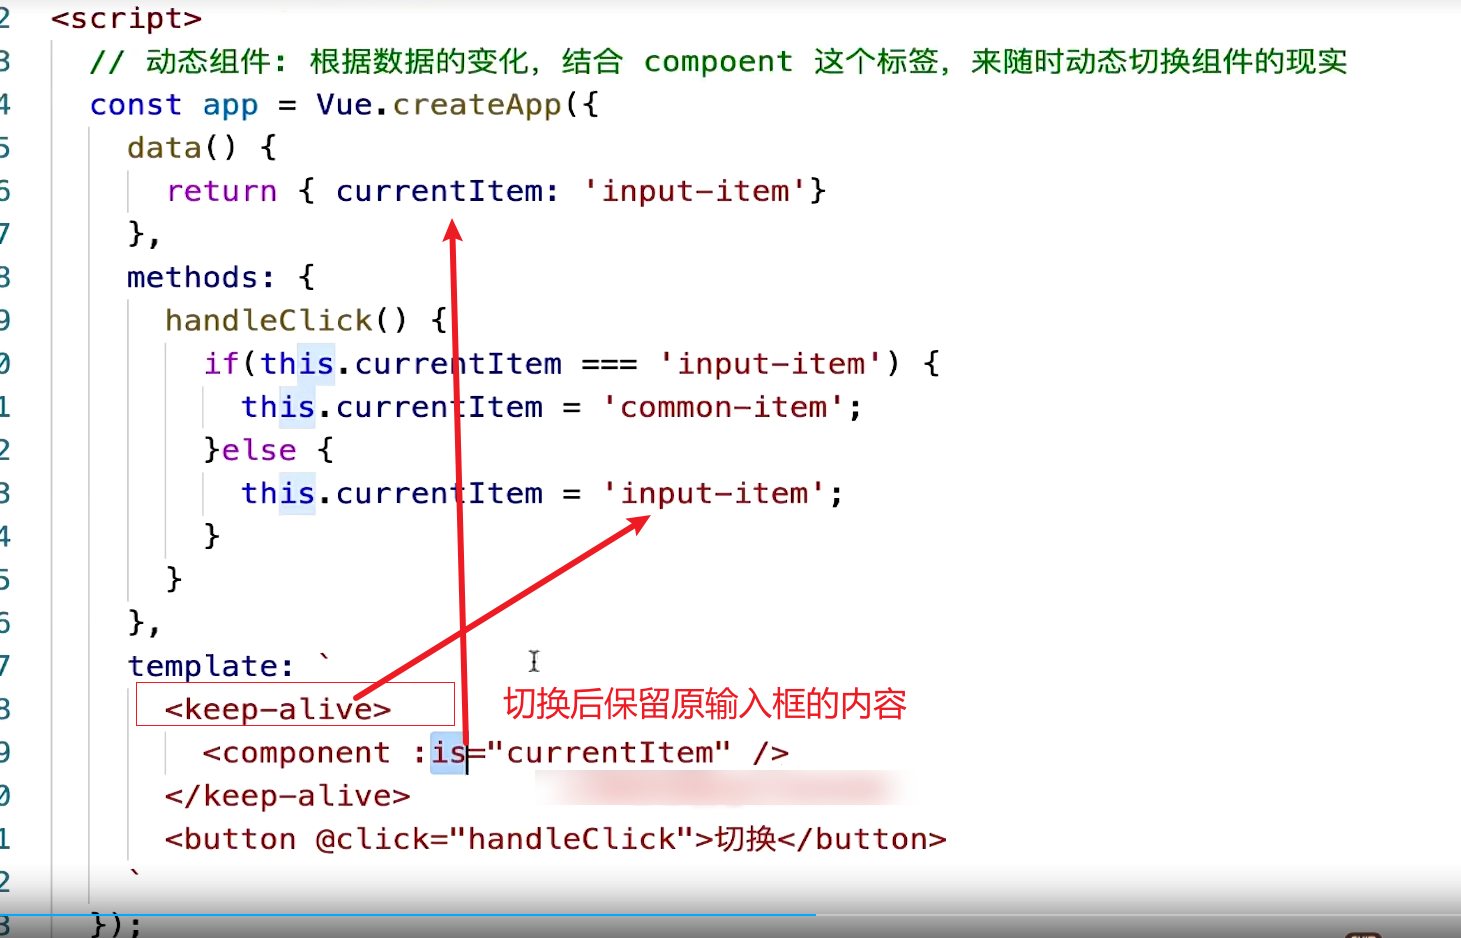 2 <script>
3 // 动态组件: 根据数据的变化, 结合 compoent 这个标签, 来随时动态切换组件的现实
4 const app = Vue.createApp({
5 data() {
6 return { currentItem: 'input-item'}
7 },
8 methods: {
9 handleClick() {
0 if(this.currentItem === 'input-item') {
1 this.currentItem = 'common-item';
2 }else {
3 this.currentItem = 'input-item';
4 }
5 }
6 },
7 template: `
8 <keep-alive> 切换后保留原输入框的内容
9 <component :is="currentItem" />
0 </keep-alive>
1 <button @click="handleClick">切换</button>
2 `
3 });